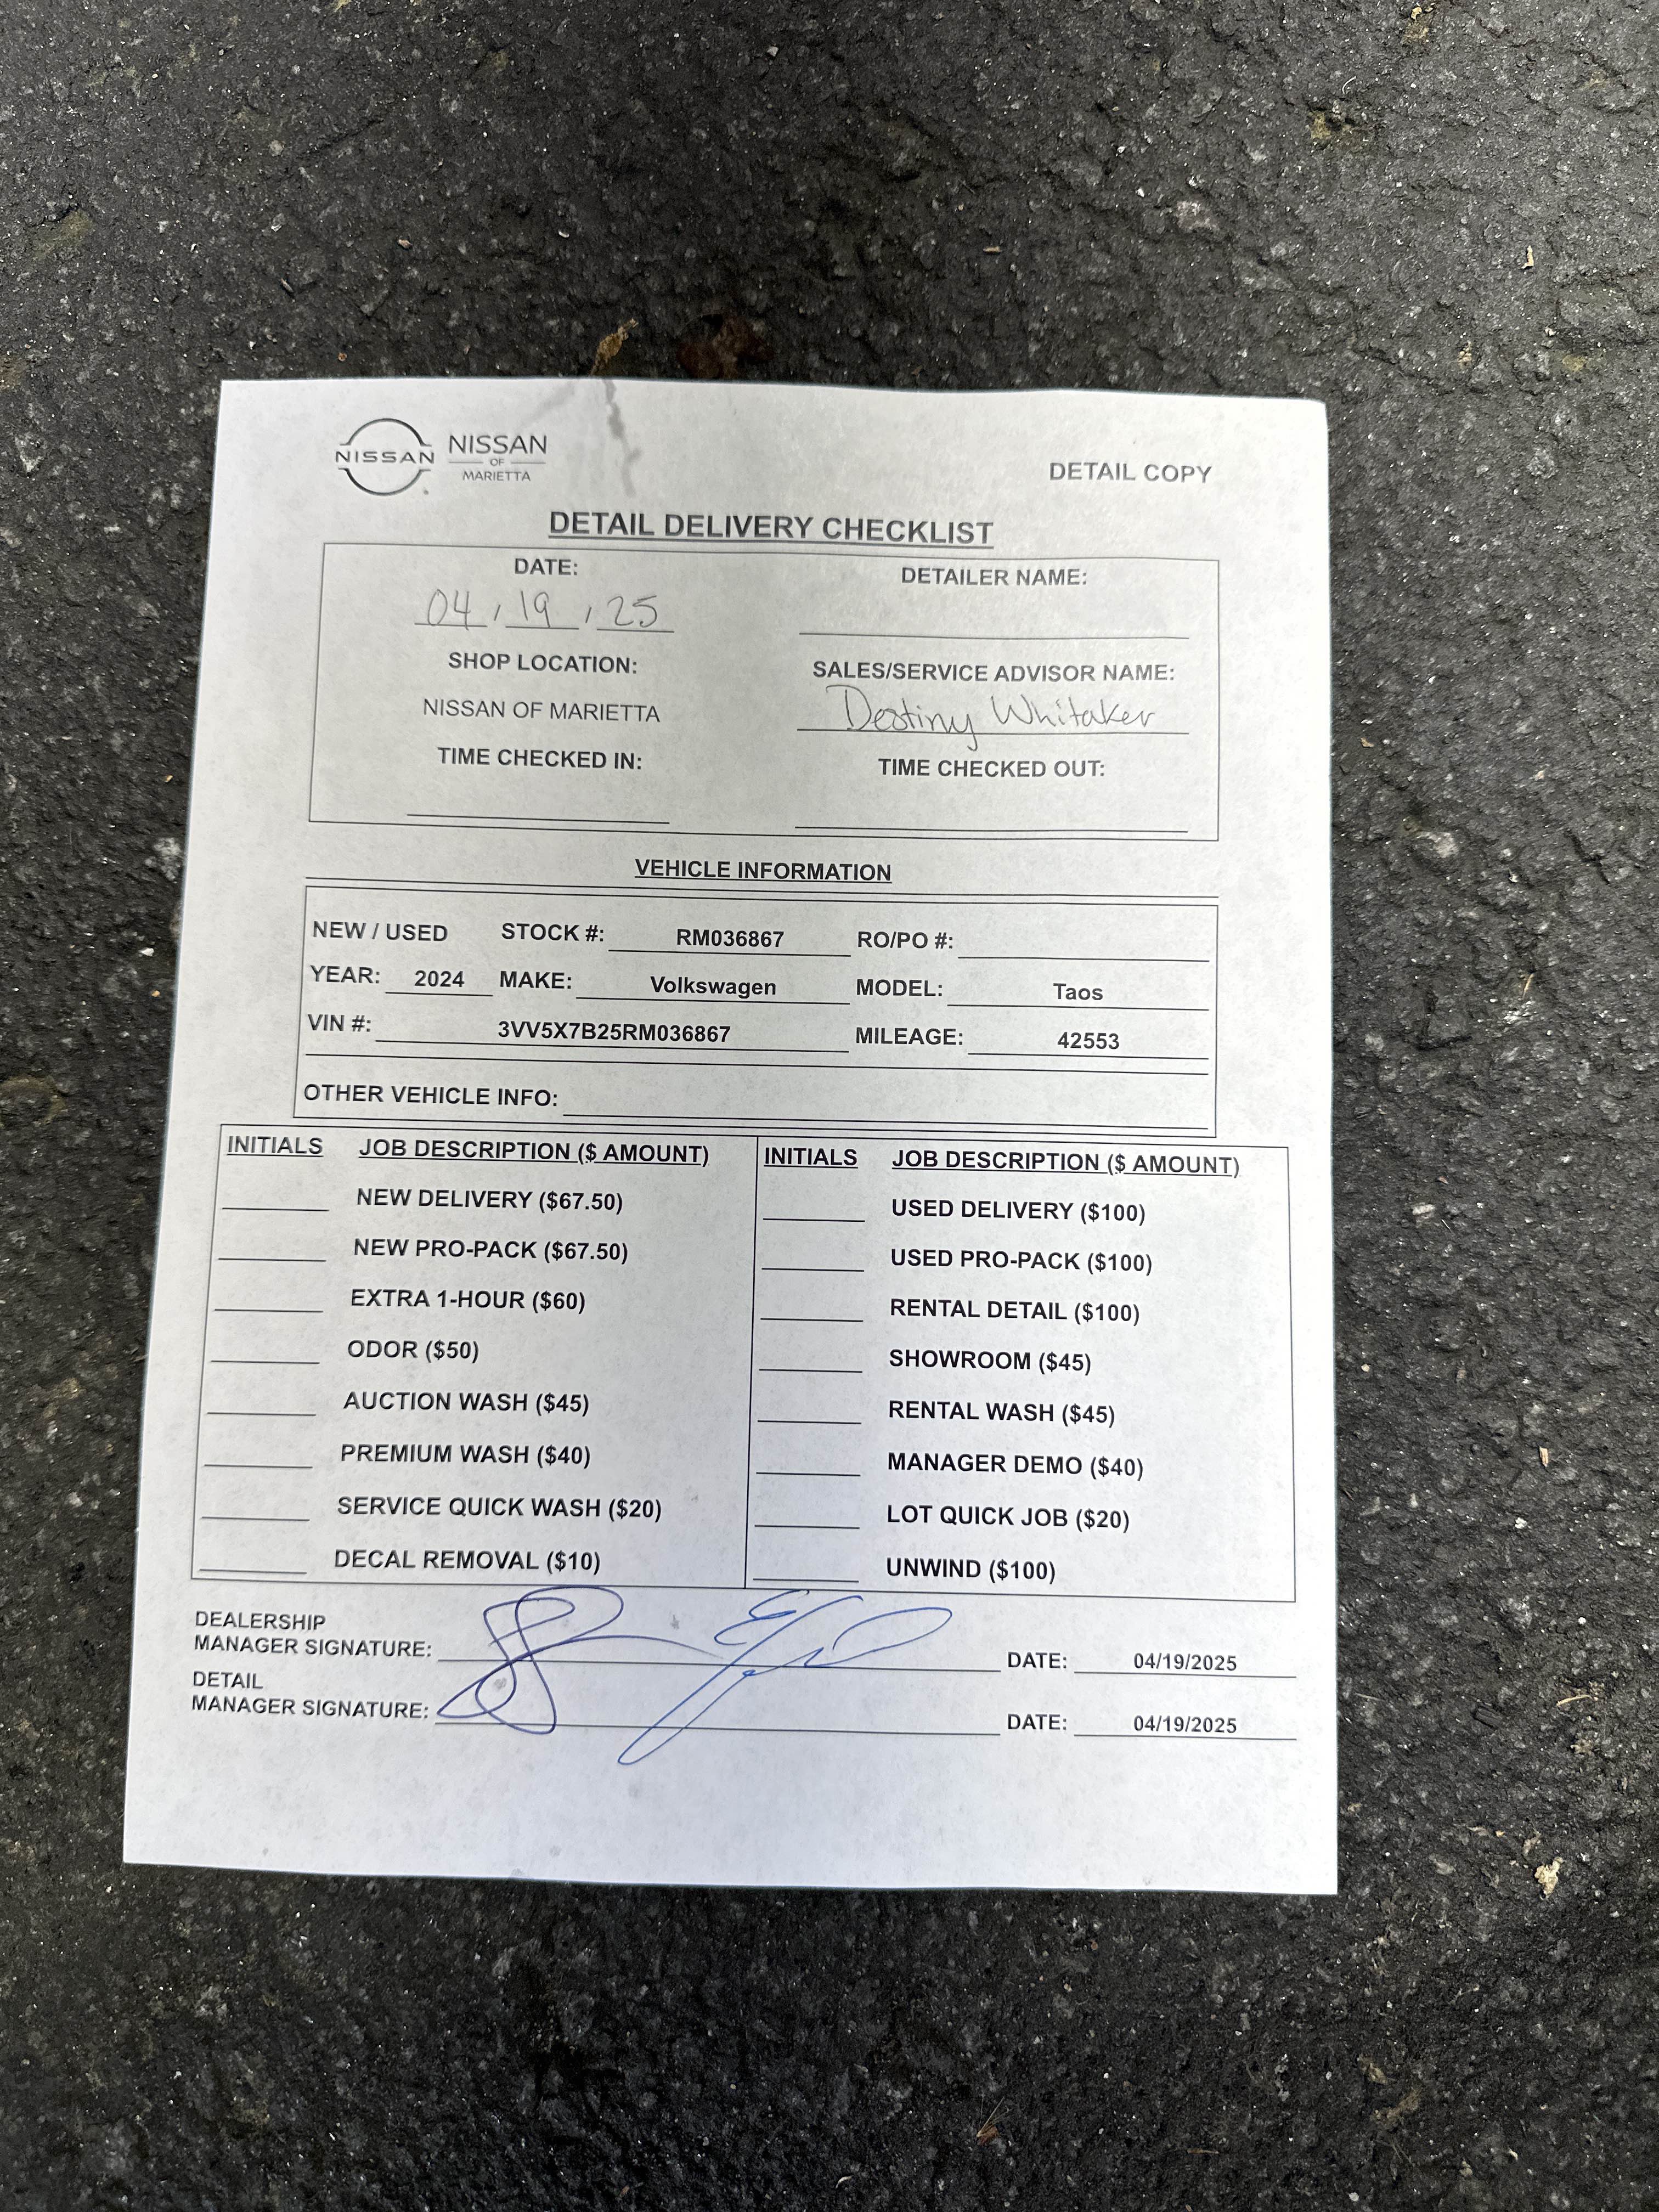 NISSAN
NISSAN
OF
MARIETTA
DETAIL COPY
DETAIL DELIVERY CHECKLIST
DATE: DETAILER NAME:
04 / 19 / 25
SHOP LOCATION: SALES/SERVICE ADVISOR NAME:
NISSAN OF MARIETTA Destiny Whitaker
TIME CHECKED IN: TIME CHECKED OUT:
VEHICLE INFORMATION
NEW / USED STOCK #: RM036867 RO/PO #:
YEAR: 2024 MAKE: Volkswagen MODEL: Taos
VIN #: 3VV5X7B25RM036867 MILEAGE: 42553
OTHER VEHICLE INFO:
INITIALS JOB DESCRIPTION ($ AMOUNT) INITIALS JOB DESCRIPTION ($ AMOUNT)
NEW DELIVERY ($67.50) USED DELIVERY ($100)
NEW PRO-PACK ($67.50) USED PRO-PACK ($100)
EXTRA 1-HOUR ($60) RENTAL DETAIL ($100)
ODOR ($50) SHOWROOM ($45)
AUCTION WASH ($45) RENTAL WASH ($45)
PREMIUM WASH ($40) MANAGER DEMO ($40)
SERVICE QUICK WASH ($20) LOT QUICK JOB ($20)
DECAL REMOVAL ($10) UNWIND ($100)
DEALERSHIP
MANAGER SIGNATURE: DATE: 04/19/2025
DETAIL
MANAGER SIGNATURE: DATE: 04/19/2025